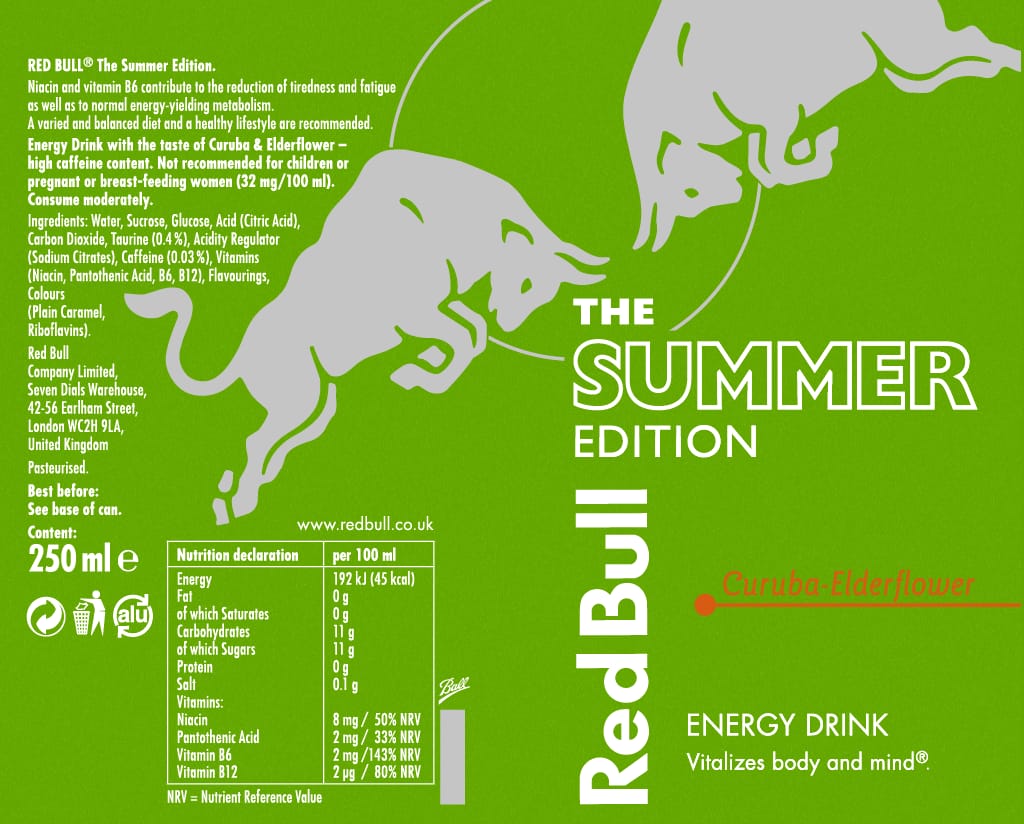 RED BULL® The Summer Edition.
Niacin and vitamin B6 contribute to the reduction of tiredness and fatigue
as well as to normal energy-yielding metabolism.
A varied and balanced diet and a healthy lifestyle are recommended.
Energy Drink with the taste of Curuba & Elderflower –
high caffeine content. Not recommended for children or
pregnant or breast-feeding women (32 mg/100 ml).
Consume moderately.
Ingredients: Water, Sucrose, Glucose, Acid (Citric Acid),
Carbon Dioxide, Taurine (0.4%), Acidity Regulator
(Sodium Citrates), Caffeine (0.03%), Vitamins
(Niacin, Pantothenic Acid, B6, B12), Flavourings,
Colours
(Plain Caramel,
Riboflavins).
Red Bull
Company Limited,
Seven Dials Warehouse,
42-56 Earlham Street,
London WC2H 9LA,
United Kingdom
Pasteurised.
Best before:
See base of can.
Content:
250 ml ℮
alu
www.redbull.co.uk
Nutrition declaration per 100 ml
Energy 192 kJ (45 kcal)
Fat 0 g
of which Saturates 0 g
Carbohydrates 11 g
of which Sugars 11 g
Protein 0 g
Salt 0.1 g
Vitamins:
Niacin 8 mg / 50% NRV
Pantothenic Acid 2 mg / 33% NRV
Vitamin B6 2 mg /143% NRV
Vitamin B12 2 µg / 80% NRV
NRV = Nutrient Reference Value
Ball
THE
SUMMER
EDITION
Red Bull
Curuba-Elderflower
ENERGY DRINK
Vitalizes body and mind®.